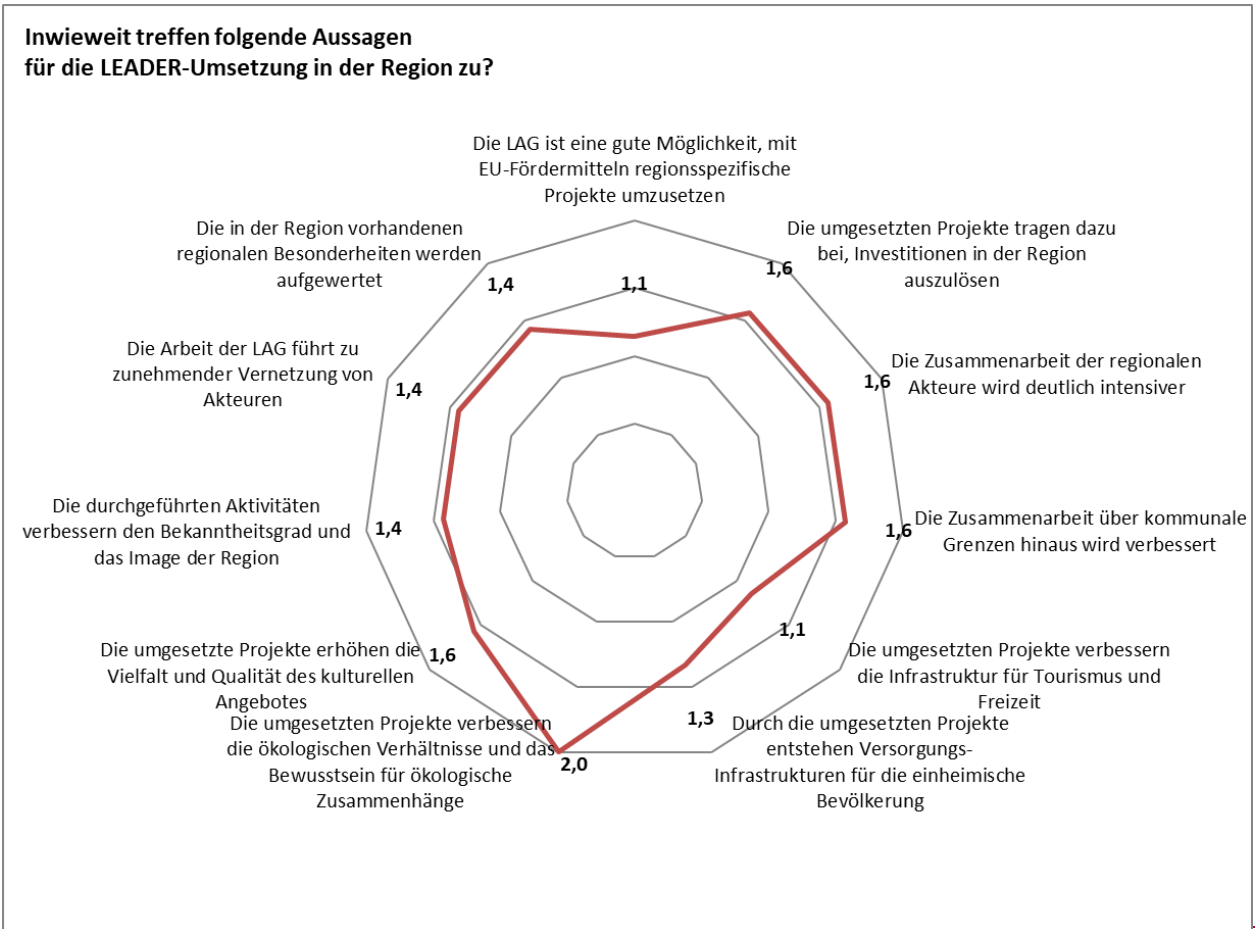 Inwieweit treffen folgende Aussagen
für die LEADER-Umsetzung in der Region zu?
Die LAG ist eine gute Möglichkeit, mit
EU-Fördermitteln regionsspezifische
Projekte umzusetzen
1,1
Die umgesetzten Projekte tragen dazu
bei, Investitionen in der Region
auszulösen
1,6
Die Zusammenarbeit der regionalen
Akteure wird deutlich intensiver
1,6
Die Zusammenarbeit über kommunale
Grenzen hinaus wird verbessert
1,6
Die umgesetzten Projekte verbessern
die Infrastruktur für Tourismus und
Freizeit
1,1
Durch die umgesetzten Projekte
entstehen Versorgungs-
Infrastrukturen für die einheimische
Bevölkerung
1,3
Die umgesetzten Projekte verbessern
die ökologischen Verhältnisse und das
Bewusstsein für ökologische
Zusammenhänge
2,0
Die umgesetzte Projekte erhöhen die
Vielfalt und Qualität des kulturellen
Angebotes
1,6
Die durchgeführten Aktivitäten
verbessern den Bekanntheitsgrad und
das Image der Region
1,4
Die Arbeit der LAG führt zu
zunehmender Vernetzung von
Akteuren
1,4
Die in der Region vorhandenen
regionalen Besonderheiten werden
aufgewertet
1,4